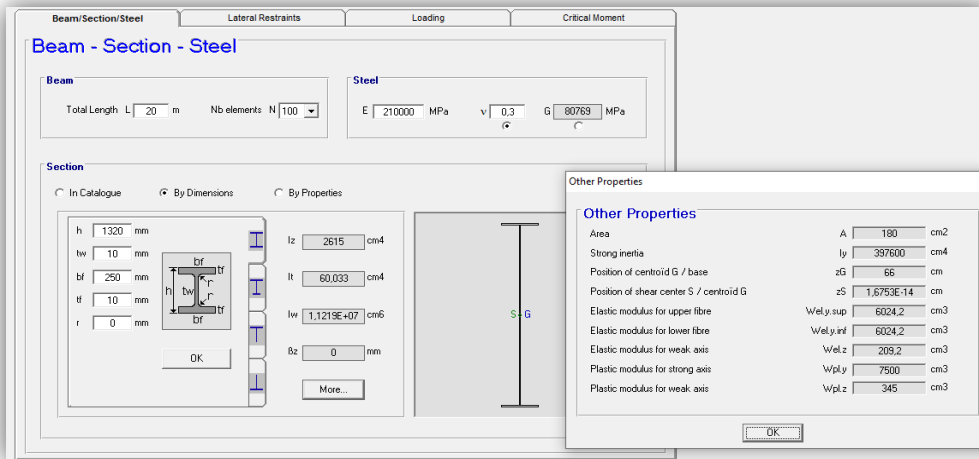 Beam/Section/Steel
Lateral Restraints
Loading
Critical Moment
Beam - Section - Steel
Beam
Total Length L 20 m Nb elements N 100
Steel
E 210000 MPa ν 0,3 G 80769 MPa
Section
In Catalogue By Dimensions By Properties
h 1320 mm
tw 10 mm
bf 250 mm
tf 10 mm
r 0 mm
bf
tf
r
h tw
r
tf
bf
OK
Iz 2615 cm4
It 60,033 cm4
Iw 1,1219E+07 cm6
βz 0 mm
More...
S G
Other Properties
Other Properties
Area A 180 cm2
Strong inertia Iy 397600 cm4
Position of centroïd G / base zG 66 cm
Position of shear center S / centroïd G zS 1,6753E-14 cm
Elastic modulus for upper fibre Wel.y.sup 6024,2 cm3
Elastic modulus for lower fibre Wel.y.inf 6024,2 cm3
Elastic modulus for weak axis Wel.z 209,2 cm3
Plastic modulus for strong axis Wpl.y 7500 cm3
Plastic modulus for weak axis Wpl.z 345 cm3
OK